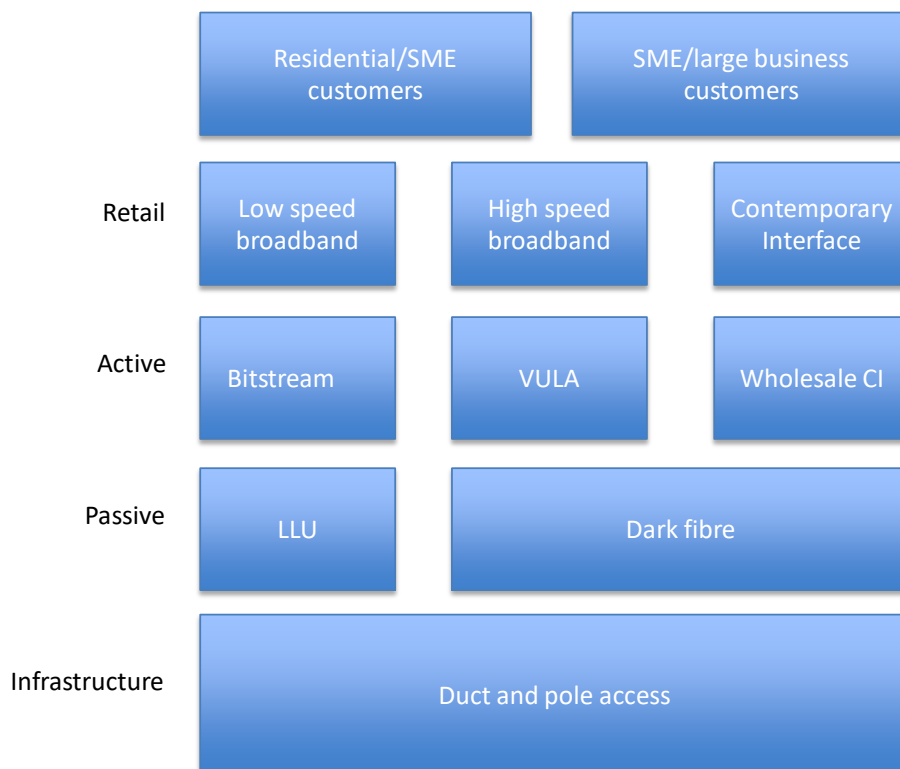 Residential/SME
customers
SME/large business
customers
Retail
Low speed
broadband
High speed
broadband
Contemporary
Interface
Active
Bitstream
VULA
Wholesale CI
Passive
LLU
Dark fibre
Infrastructure
Duct and pole access